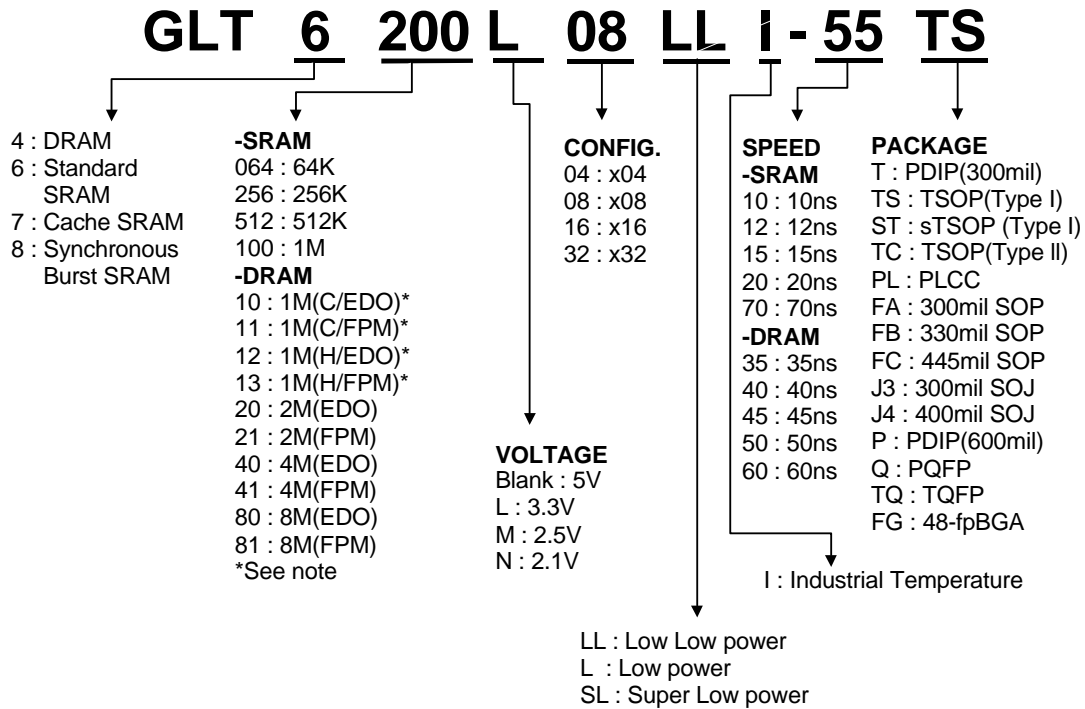 GLT 6 200 L 08 LL I - 55 TS
4 : DRAM
6 : Standard
SRAM
7 : Cache SRAM
8 : Synchronous
Burst SRAM
-SRAM
064 : 64K
256 : 256K
512 : 512K
100 : 1M
-DRAM
10 : 1M(C/EDO)*
11 : 1M(C/FPM)*
12 : 1M(H/EDO)*
13 : 1M(H/FPM)*
20 : 2M(EDO)
21 : 2M(FPM)
40 : 4M(EDO)
41 : 4M(FPM)
80 : 8M(EDO)
81 : 8M(FPM)
*See note
VOLTAGE
Blank : 5V
L : 3.3V
M : 2.5V
N : 2.1V
CONFIG.
04 : x04
08 : x08
16 : x16
32 : x32
SPEED
-SRAM
10 : 10ns
12 : 12ns
15 : 15ns
20 : 20ns
70 : 70ns
-DRAM
35 : 35ns
40 : 40ns
45 : 45ns
50 : 50ns
60 : 60ns
PACKAGE
T : PDIP(300mil)
TS : TSOP(Type I)
ST : sTSOP (Type I)
TC : TSOP(Type ll)
PL : PLCC
FA : 300mil SOP
FB : 330mil SOP
FC : 445mil SOP
J3 : 300mil SOJ
J4 : 400mil SOJ
P : PDIP(600mil)
Q : PQFP
TQ : TQFP
FG : 48-fpBGA
I : Industrial Temperature
LL : Low Low power
L : Low power
SL : Super Low power